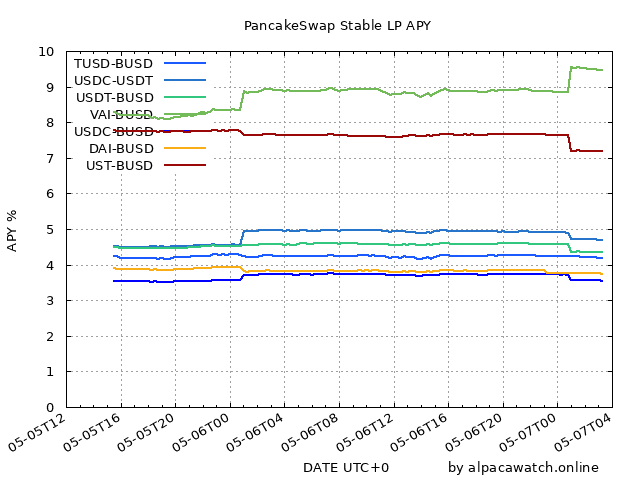 PancakeSwap Stable LP APY
10
9
8
7
6
5
4
3
2
1
0
APY %
TUSD-BUSD
USDC-USDT
USDT-BUSD
VAI-BUSD
USDC-BUSD
DAI-BUSD
UST-BUSD
05-05T12
05-05T16
05-05T20
05-06T00
05-06T04
05-06T08
05-06T12
05-06T16
05-06T20
05-07T00
05-07T04
DATE UTC+0
by alpacawatch.online